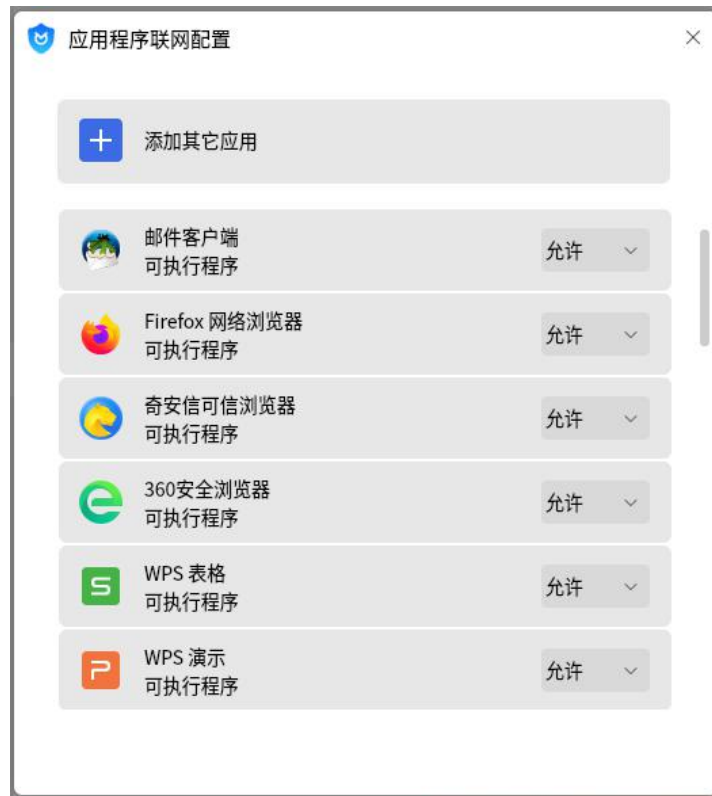 应用程序联网配置
添加其它应用
邮件客户端
可执行程序
允许
Firefox 网络浏览器
可执行程序
允许
奇安信可信浏览器
可执行程序
允许
360安全浏览器
可执行程序
允许
WPS 表格
可执行程序
允许
WPS 演示
可执行程序
允许